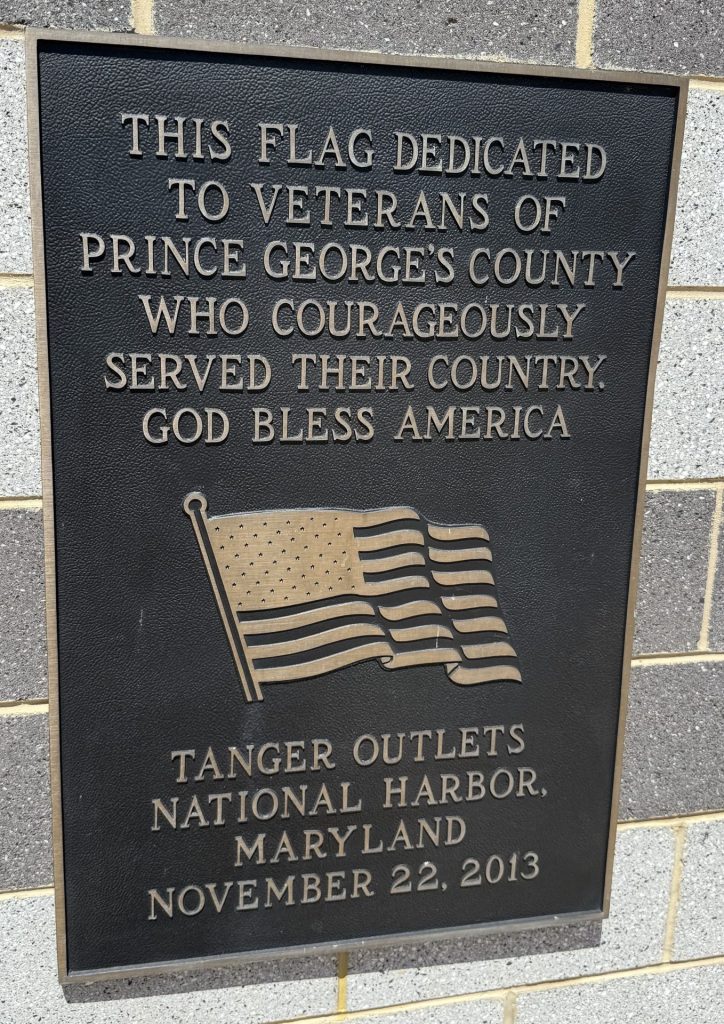 THIS FLAG DEDICATED
TO VETERANS OF
PRINCE GEORGE'S COUNTY
WHO COURAGEOUSLY
SERVED THEIR COUNTRY.
GOD BLESS AMERICA
TANGER OUTLETS
NATIONAL HARBOR,
MARYLAND
NOVEMBER 22, 2013